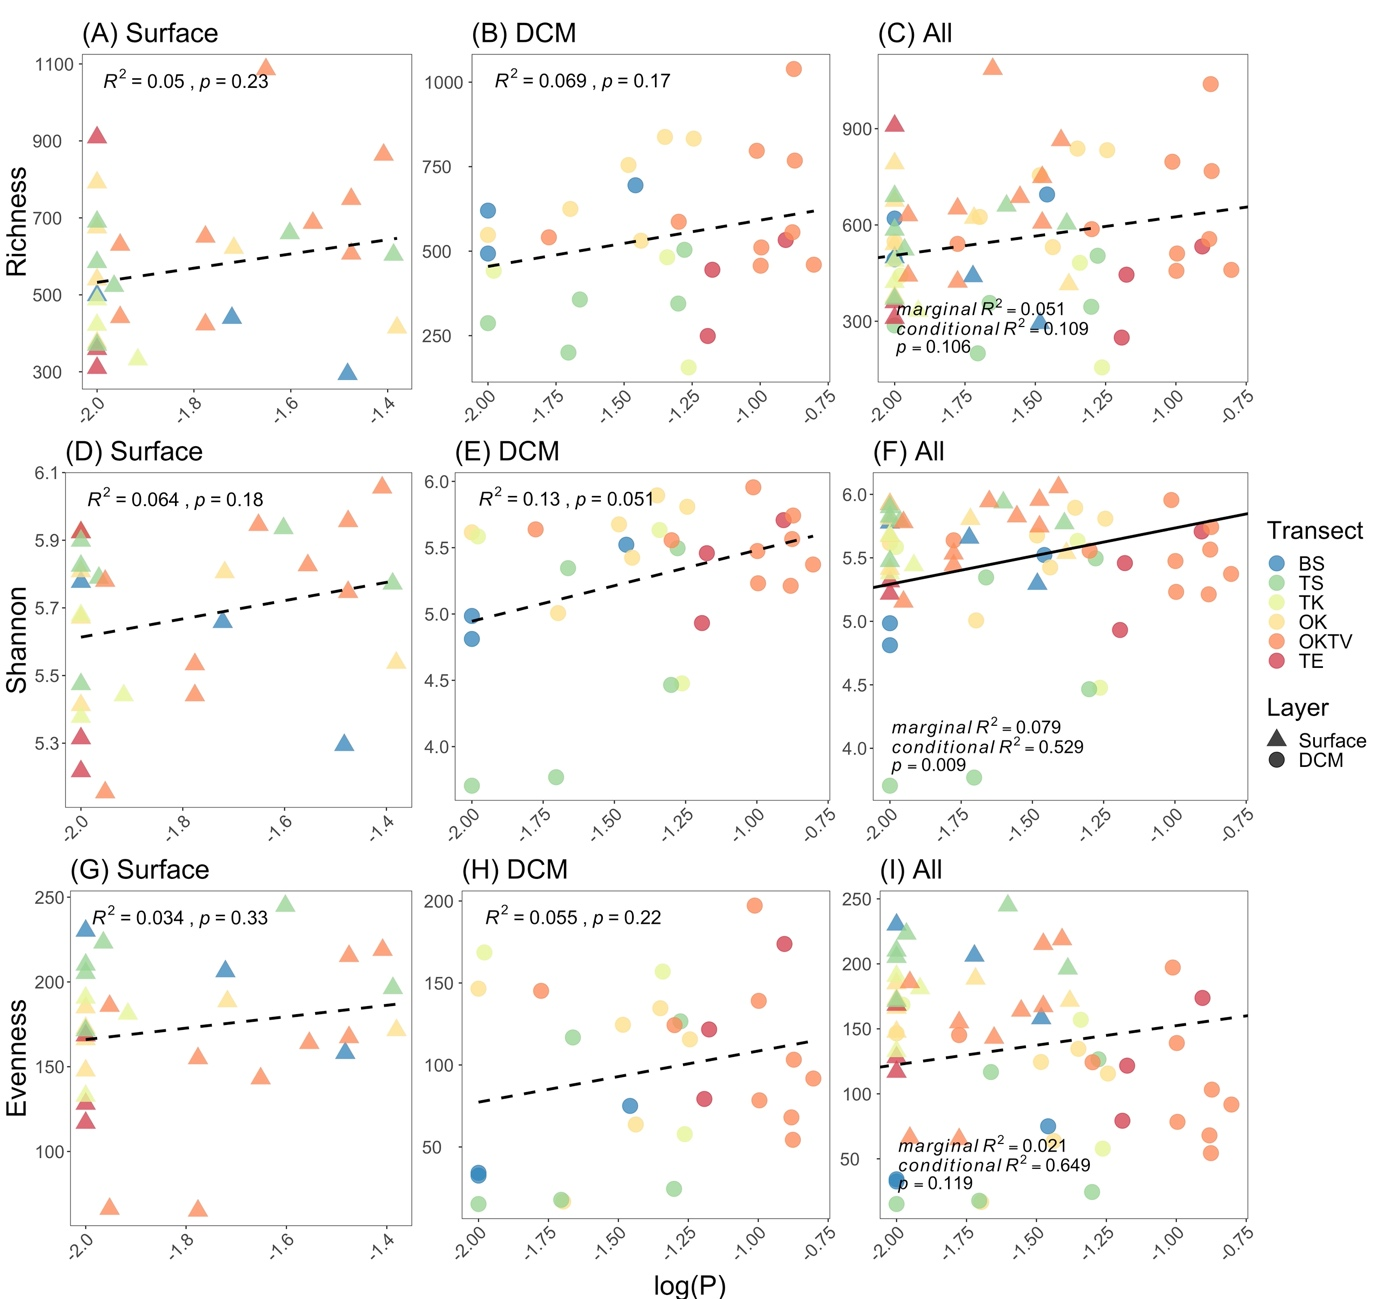 (A) Surface
(B) DCM
(C) All
Richness
1100
900
700
500
300
R² = 0.05 , p = 0.23
-2.0
-1.8
-1.6
-1.4
1000
750
500
250
R² = 0.069 , p = 0.17
-2.00
-1.75
-1.50
-1.25
-1.00
-0.75
900
600
300
marginal R² = 0.051
conditional R² = 0.109
p = 0.106
-2.00
-1.75
-1.50
-1.25
-1.00
-0.75
(D) Surface
(E) DCM
(F) All
Shannon
6.1
5.9
5.7
5.5
5.3
R² = 0.064 , p = 0.18
-2.0
-1.8
-1.6
-1.4
6.0
5.5
5.0
4.5
4.0
R² = 0.13 , p = 0.051
-2.00
-1.75
-1.50
-1.25
-1.00
-0.75
6.0
5.5
5.0
4.5
4.0
marginal R² = 0.079
conditional R² = 0.529
p = 0.009
-2.00
-1.75
-1.50
-1.25
-1.00
-0.75
(G) Surface
(H) DCM
(I) All
Evenness
250
200
150
100
R² = 0.034 , p = 0.33
-2.0
-1.8
-1.6
-1.4
200
150
100
50
R² = 0.055 , p = 0.22
-2.00
-1.75
-1.50
-1.25
-1.00
-0.75
250
200
150
100
50
marginal R² = 0.021
conditional R² = 0.649
p = 0.119
-2.00
-1.75
-1.50
-1.25
-1.00
-0.75
log(P)
Transect
BS
TS
TK
OK
OKTV
TE
Layer
Surface
DCM